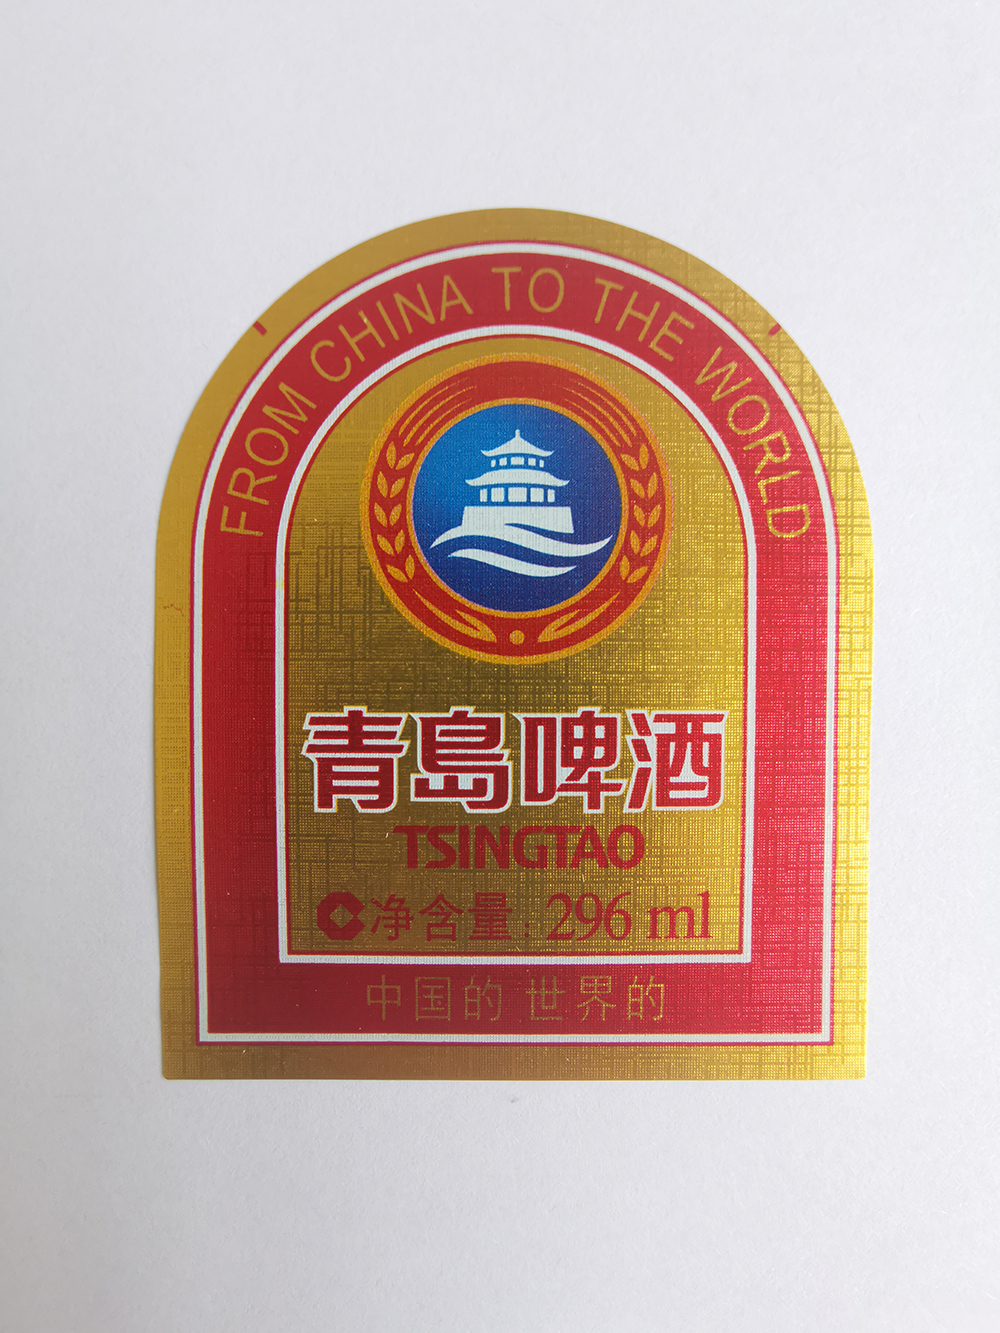 FROM CHINA TO THE WORLD
青島啤酒
TSINGTAO
净含量: 296 ml
中国的 世界的